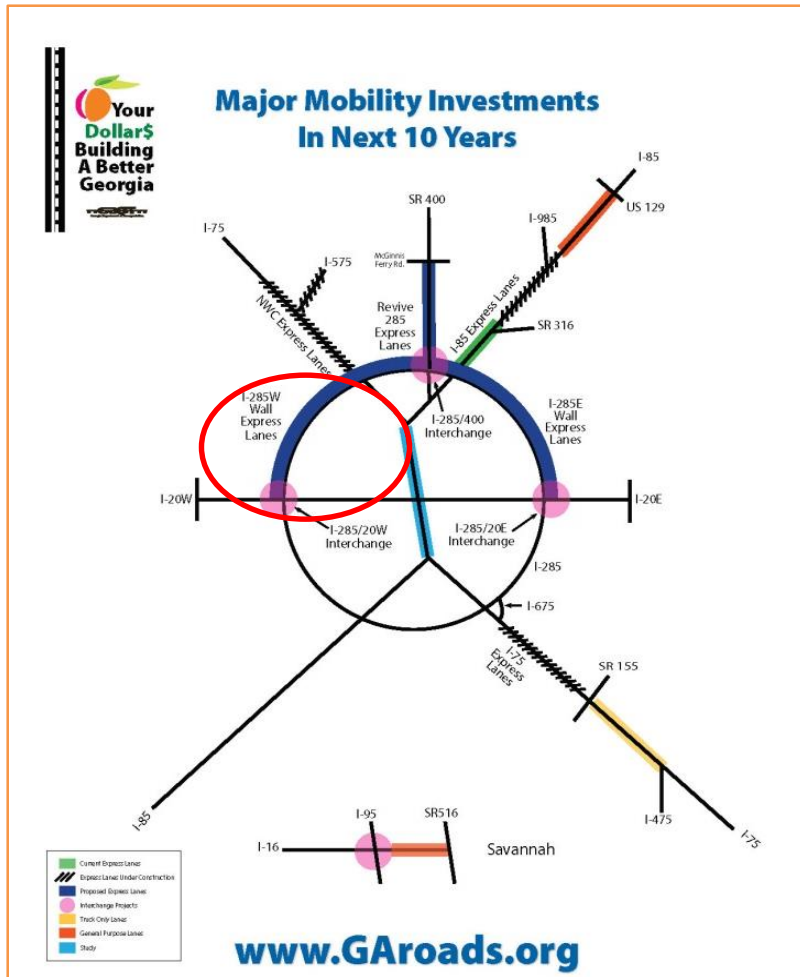 Your
Dollar$
Building
A Better
Georgia
Major Mobility Investments
In Next 10 Years
I-85
SR 400
US 129
I-985
I-75
I-575
McGinnis
Ferry Rd.
NWC Express Lanes
Revive
285
Express
Lanes
I-85 Express Lanes
SR 316
I-285W
Wall
Express
Lanes
I-285/400
Interchange
I-285E
Wall
Express
Lanes
I-20W
I-20E
I-285/20W
Interchange
I-285/20E
Interchange
I-285
I-675
I-75
Express
Lanes
SR 155
I-85
I-475
I-75
I-95
SR516
I-16
Savannah
Current Express Lanes
Express Lanes Under Construction
Proposed Express Lanes
Interchange Projects
Truck Only Lanes
General Purpose Lanes
Study
www.GAroads.org